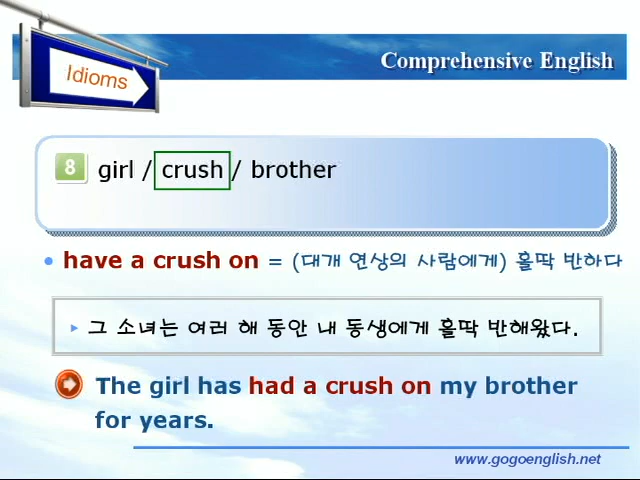 Comprehensive English
Idioms
8 girl / crush / brother
• have a crush on = (대개 연상의 사람에게) 홀딱 반하다
그 소녀는 여러 해 동안 내 동생에게 홀딱 반해왔다.
The girl has had a crush on my brother
for years.
www.gogoenglish.net